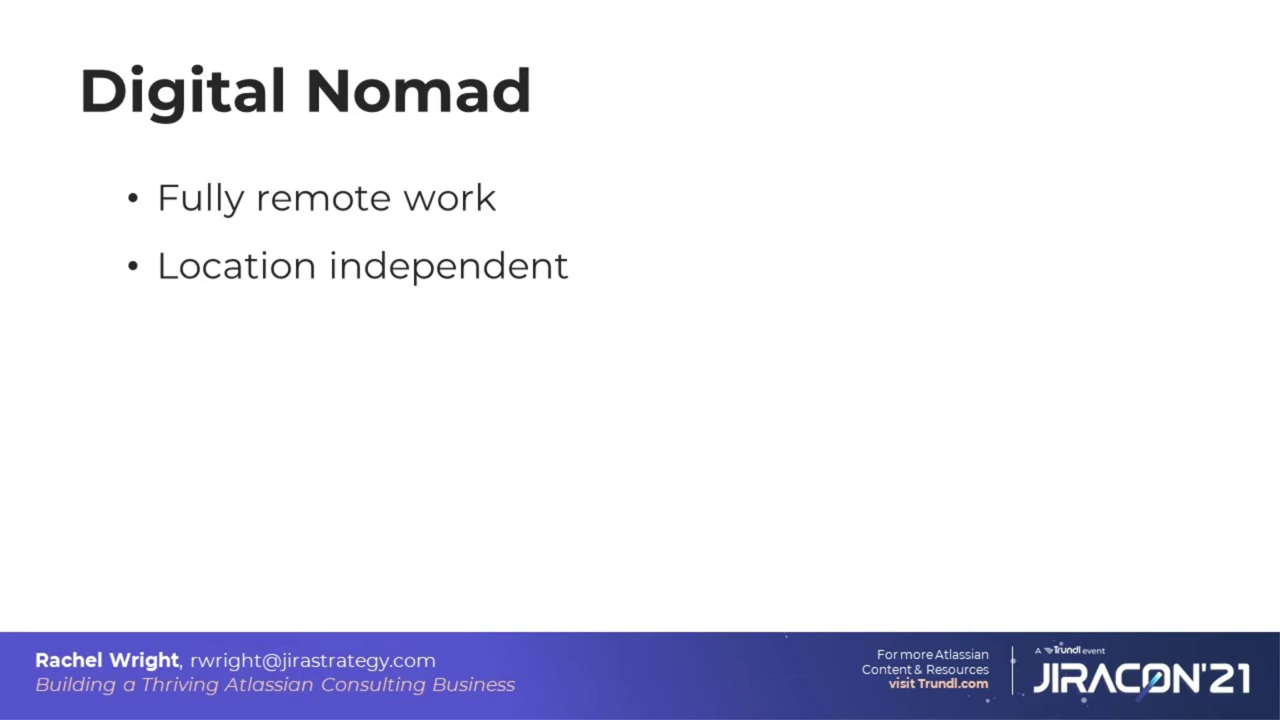 Digital Nomad
• Fully remote work
• Location independent
Rachel Wright, rwright@jirastrategy.com
Building a Thriving Atlassian Consulting Business
For more Atlassian
Content & Resources
visit Trundl.com
A Trundl event
JIRACON'21